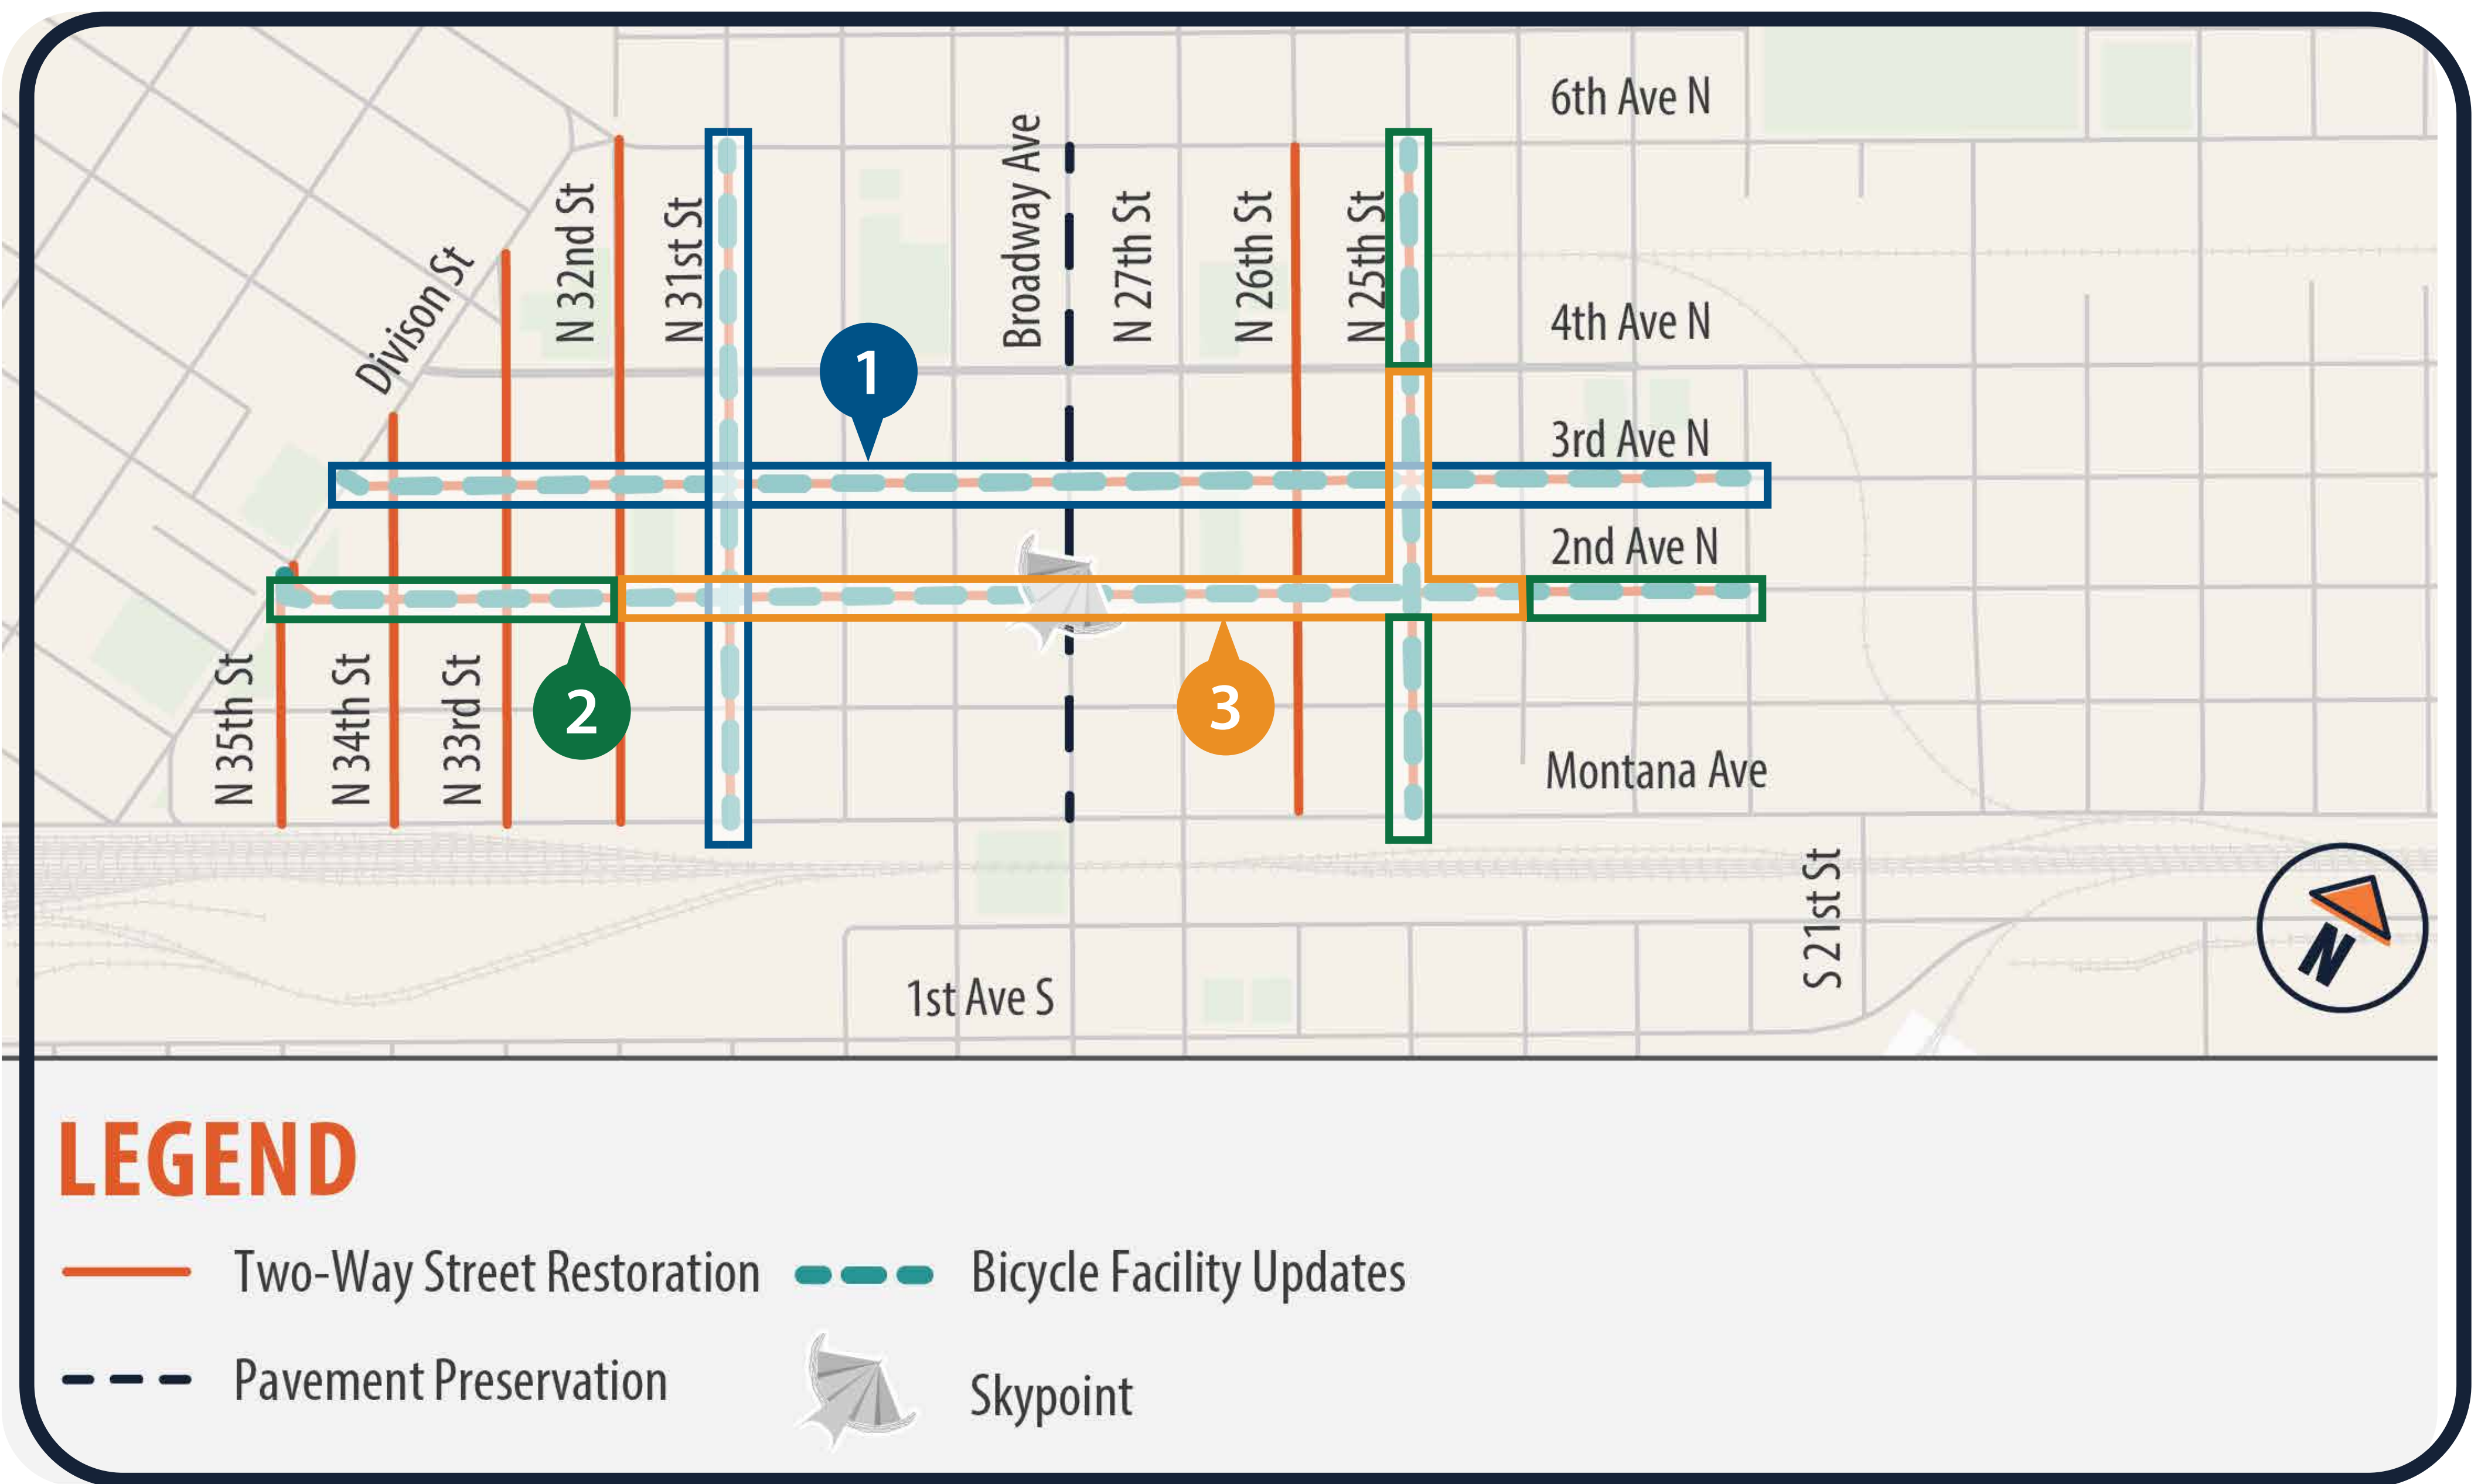 6th Ave N
Broadway Ave
N 32nd St
N 31st St
N 27th St
N 26th St
N 25th St
Divison St
4th Ave N
1
3rd Ave N
2nd Ave N
N 35th St
N 34th St
N 33rd St
2
3
Montana Ave
S 21st St
N
1st Ave S
LEGEND
Two-Way Street Restoration
Bicycle Facility Updates
Pavement Preservation
Skypoint